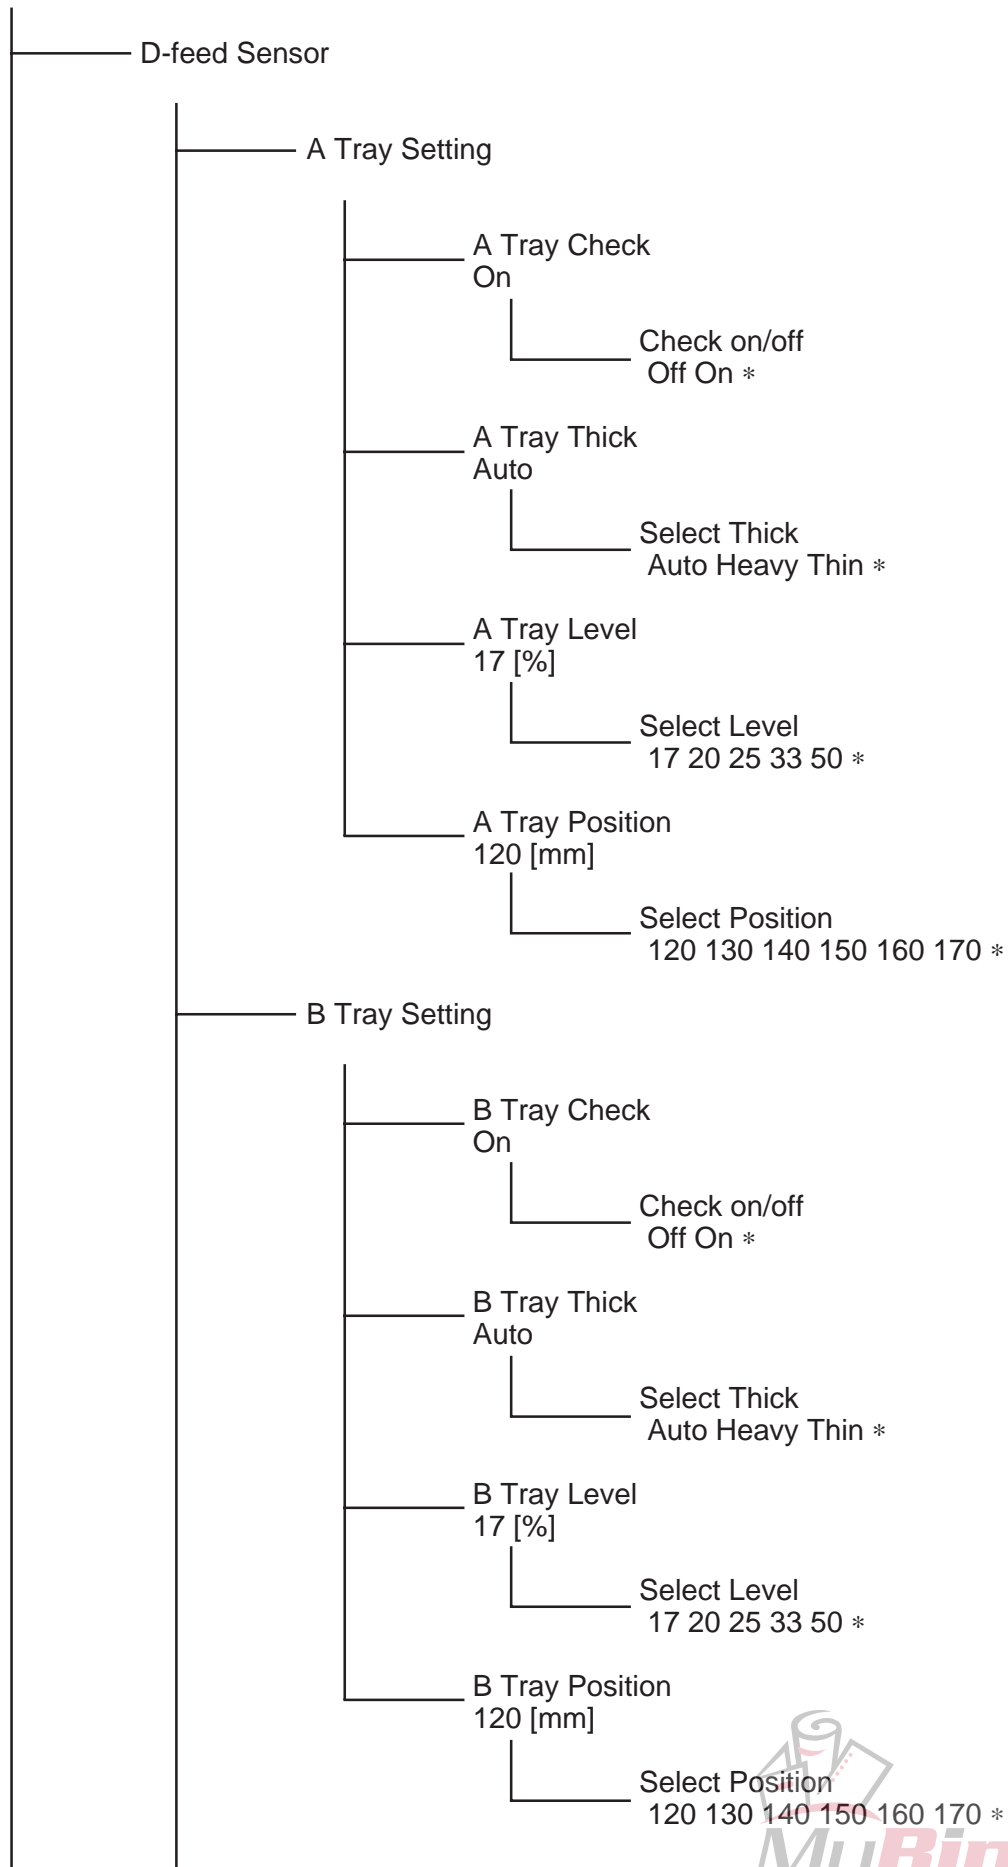 D-feed Sensor
A Tray Setting
A Tray Check
On
Check on/off
Off On *
A Tray Thick
Auto
Select Thick
Auto Heavy Thin *
A Tray Level
17 [%]
Select Level
17 20 25 33 50 *
A Tray Position
120 [mm]
Select Position
120 130 140 150 160 170 *
B Tray Setting
B Tray Check
On
Check on/off
Off On *
B Tray Thick
Auto
Select Thick
Auto Heavy Thin *
B Tray Level
17 [%]
Select Level
17 20 25 33 50 *
B Tray Position
120 [mm]
Select Position
120 130 140 150 160 170 *